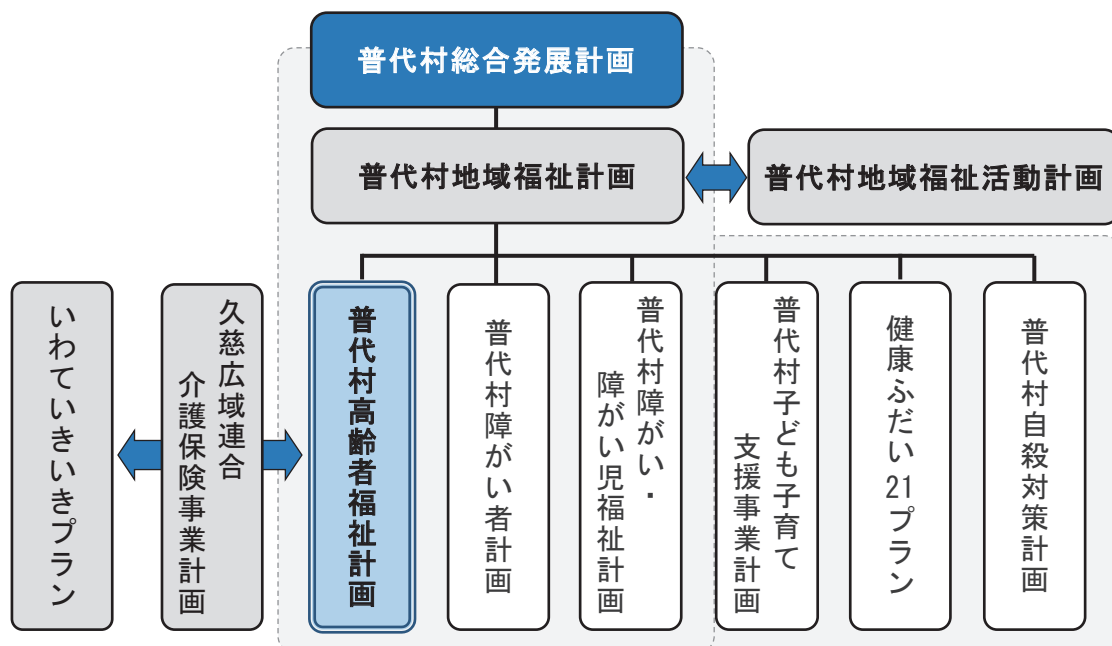 普代村総合発展計画
普代村地域福祉計画
普代村地域福祉活動計画
いわていきいきプラン
久慈広域連合
介護保険事業計画
普代村高齢者福祉計画
普代村障がい者計画
普代村障がい・
障がい児福祉計画
普代村子ども子育て
支援事業計画
健康ふだい21プラン
普代村自殺対策計画